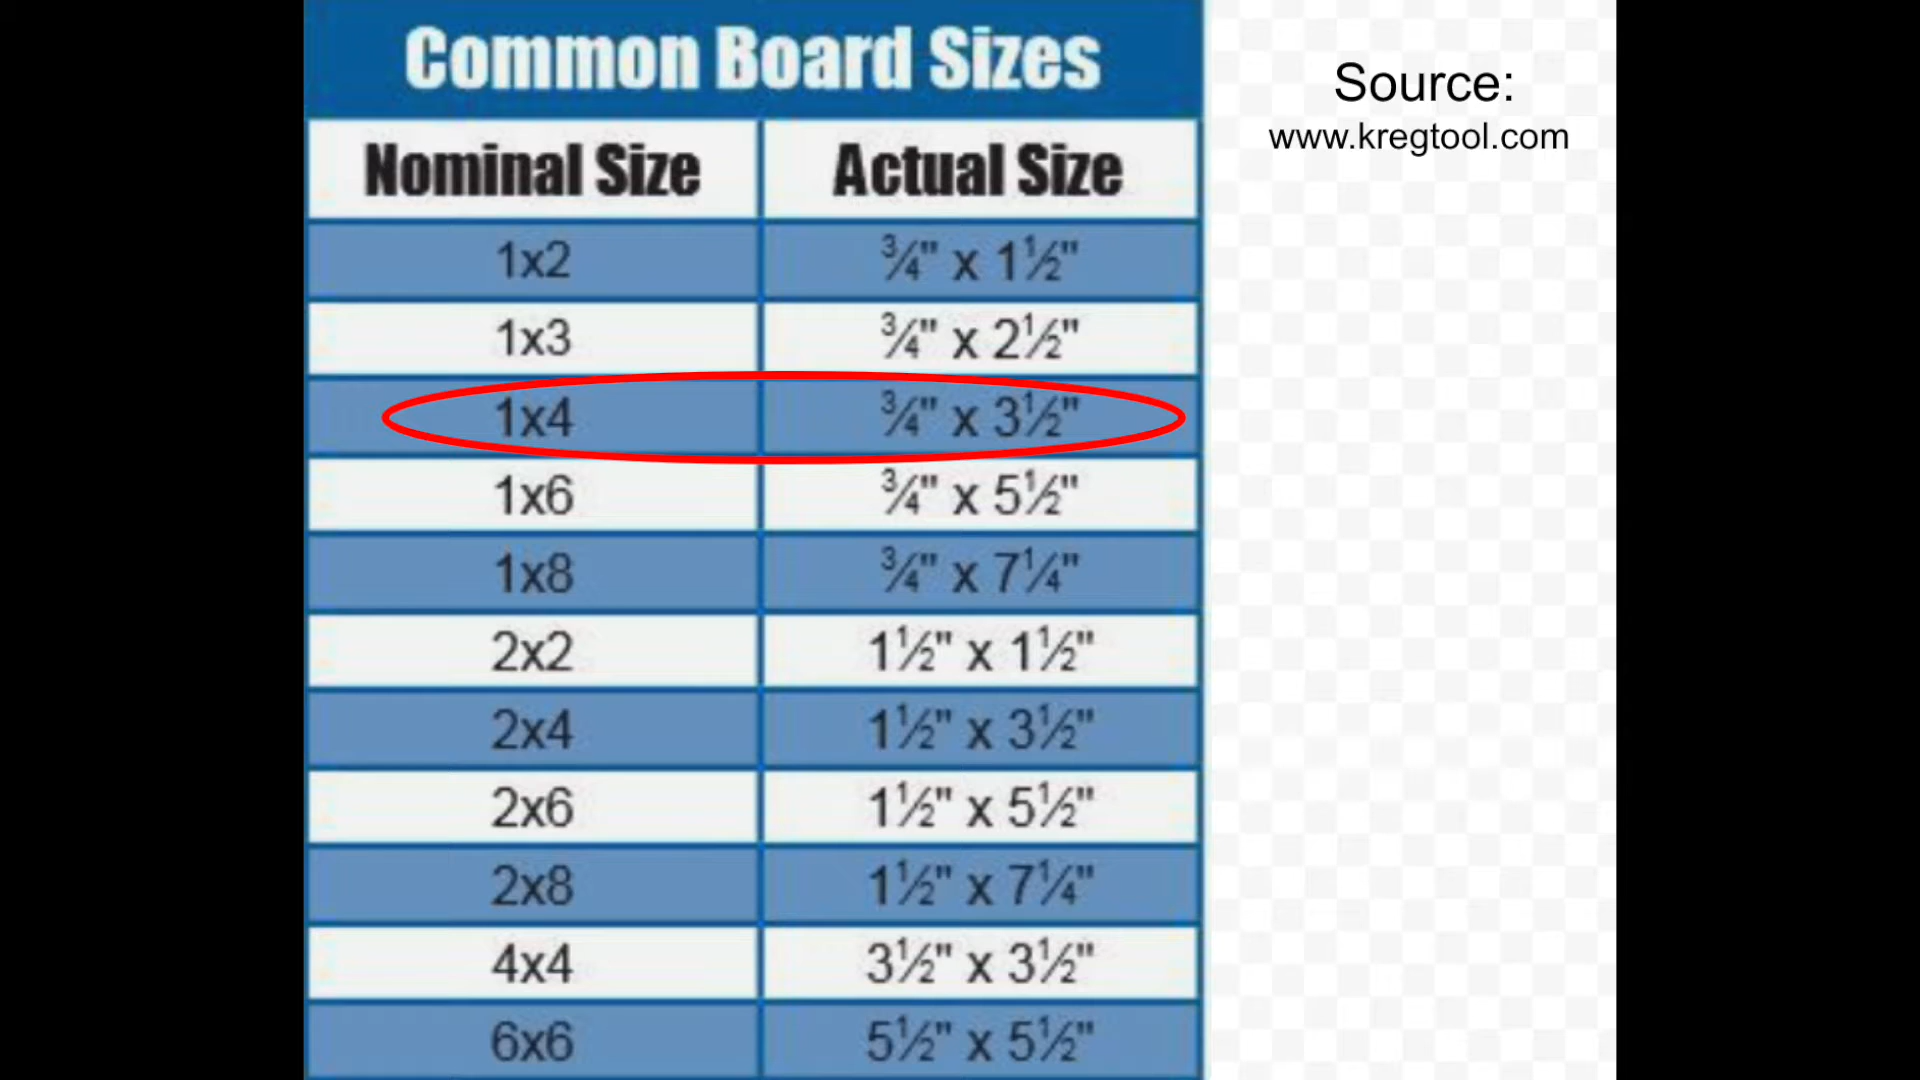 Common Board Sizes
Nominal Size Actual Size
1x2 ¾" x 1½"
1x3 ¾" x 2½"
1x4 ¾" x 3½"
1x6 ¾" x 5½"
1x8 ¾" x 7¼"
2x2 1½" x 1½"
2x4 1½" x 3½"
2x6 1½" x 5½"
2x8 1½" x 7¼"
4x4 3½" x 3½"
6x6 5½" x 5½"
Source:
www.kregtool.com